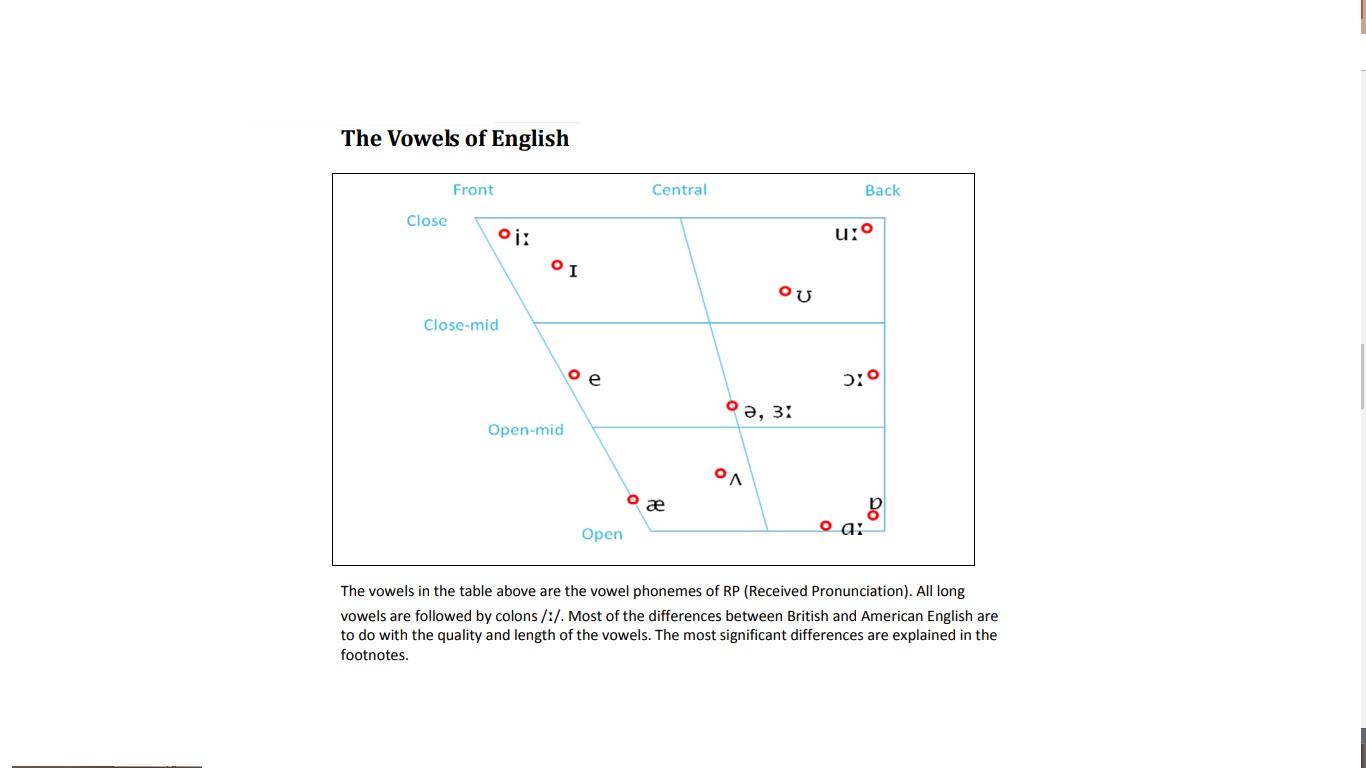 The Vowels of English
Front Central Back
Close
iː uː
ɪ
ʊ
Close-mid
e ɔː
ə, ɜː
Open-mid
ʌ
æ ɒ
ɑː
Open
The vowels in the table above are the vowel phonemes of RP (Received Pronunciation). All long
vowels are followed by colons /ː/. Most of the differences between British and American English are
to do with the quality and length of the vowels. The most significant differences are explained in the
footnotes.